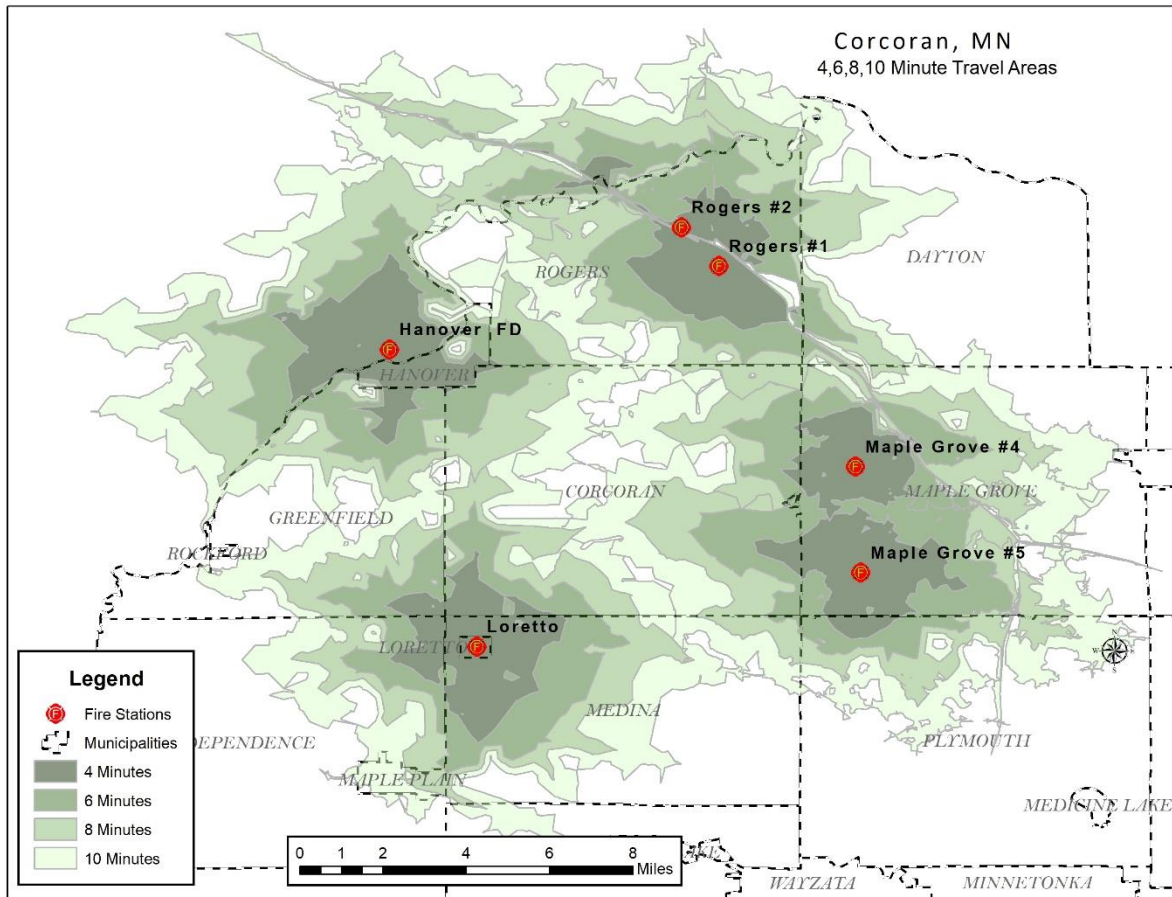 Corcoran, MN
4,6,8,10 Minute Travel Areas
Rogers #2
Rogers #1
ROGERS
DAYTON
Hanover FD
HANOVER
Maple Grove #4
CORCORAN
MAPLE GROVE
GREENFIELD
ROCKFORD
Maple Grove #5
Loretto
LORETTO
MEDINA
PLYMOUTH
DEPENDENCE
MAPLE PLAIN
MEDICINE LAKE
KE
WAYZATA
MINNETONKA
N
W
E
S
Legend
F Fire Stations
Municipalities
4 Minutes
6 Minutes
8 Minutes
10 Minutes
0 1 2 4 6 8
Miles
F
F
F
F
F
F